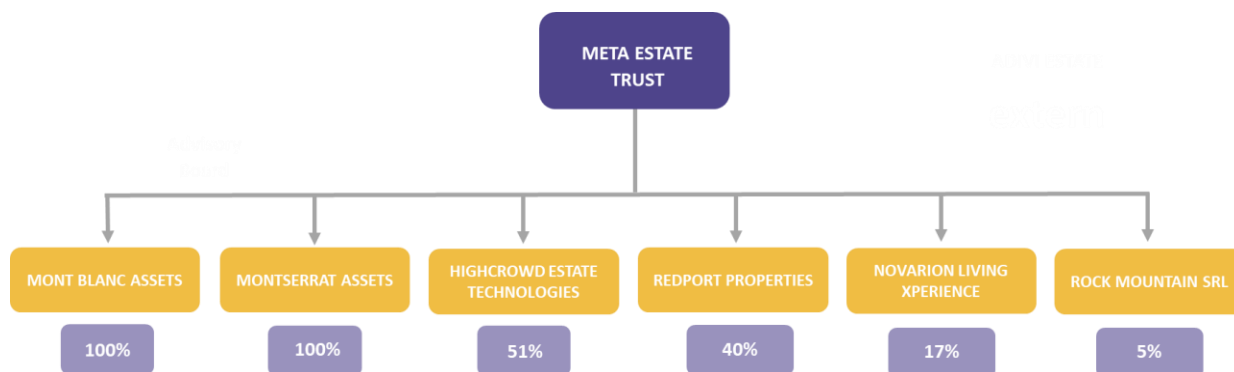 META ESTATE
TRUST
MONT BLANC ASSETS
MONTSERRAT ASSETS
HIGHCROWD ESTATE
TECHNOLOGIES
REDPORT PROPERTIES
NOVARION LIVING
XPERIENCE
ROCK MOUNTAIN SRL
100%
100%
51%
40%
17%
5%